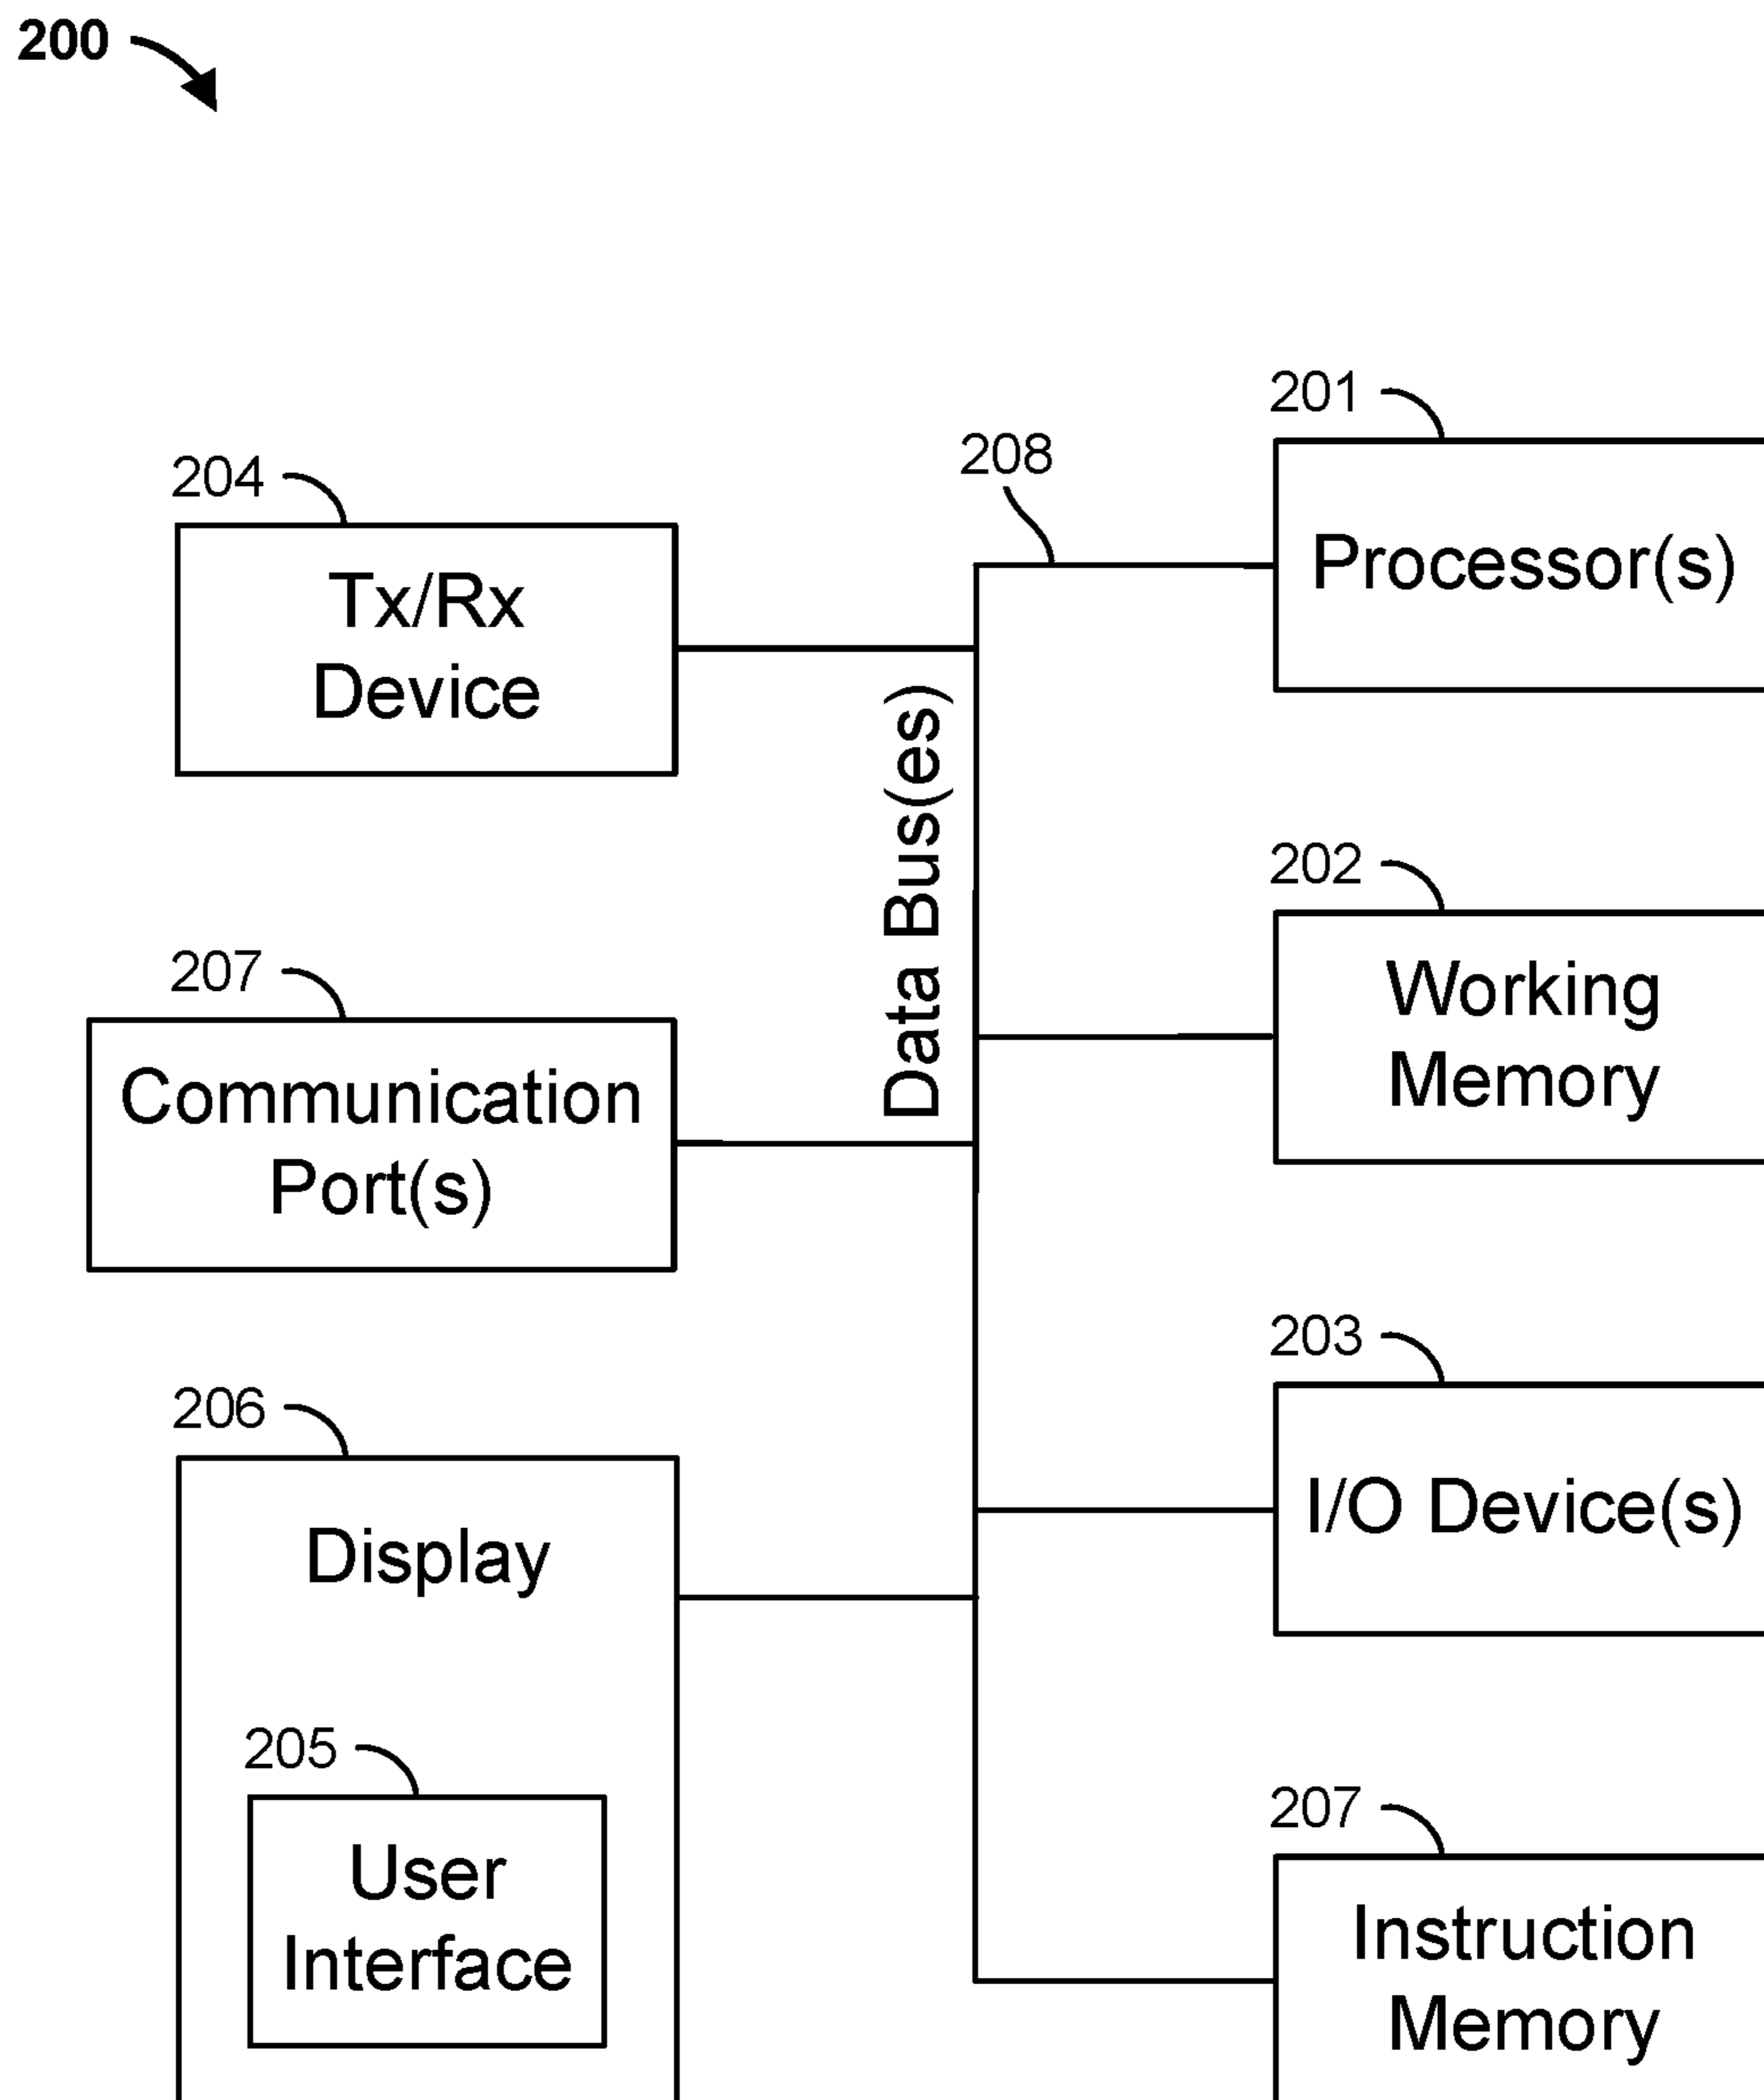 200
201
208
204
Processor(s)
Tx/Rx
Device
Data Bus(es)
202
207
Working
Memory
Communication
Port(s)
203
206
I/O Device(s)
Display
205
207
User
Interface
Instruction
Memory